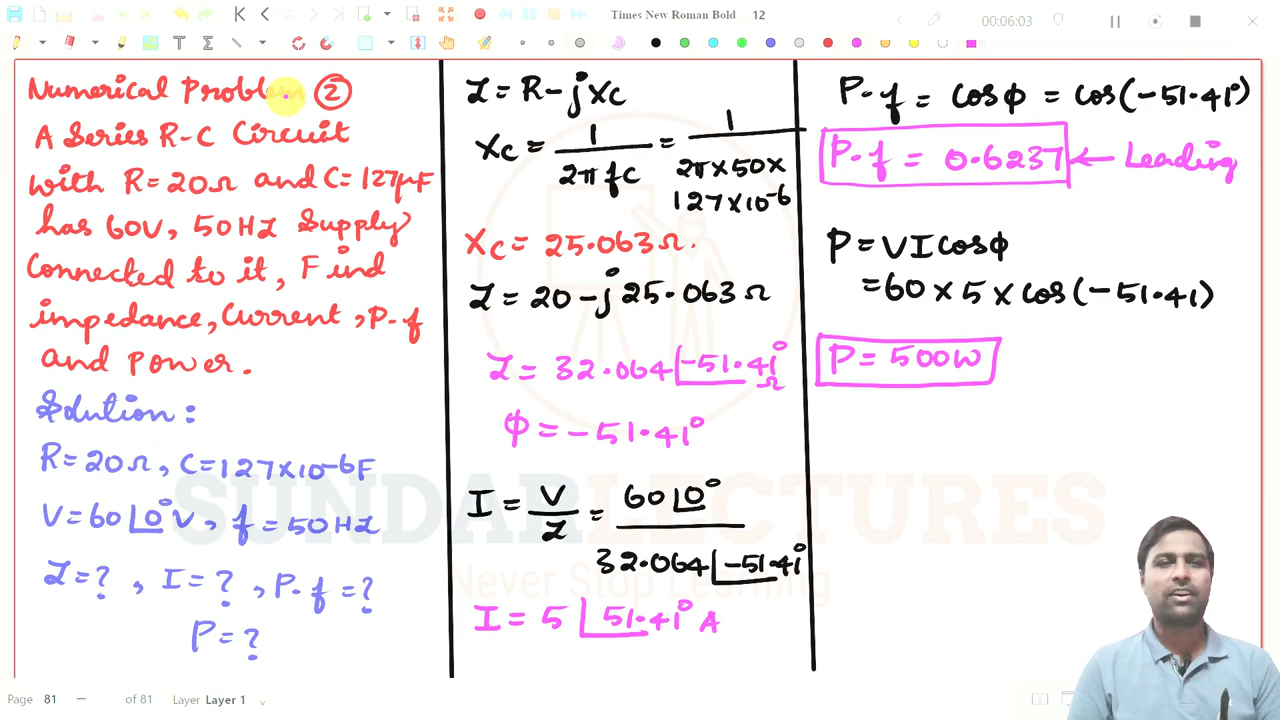 Times New Roman Bold 12
00:06:03
Numerical Problem ②
A Series R-C Circuit
with R=20Ω and C=127μF
has 60V, 50HZ Supply
Connected to it, Find
impedance, Current, P.f
and power.
Solution:
R=20Ω, C=127×10⁻⁶F
V=60∠0° V, f=50HZ
Z=?, I=?, P.f=?
P=?
Z = R-jXc
Xc = 1/2πfC = 1/2π×50×
127×10⁻⁶
Xc = 25.063Ω.
Z = 20-j25.063Ω
Z = 32.064∠-51.41° Ω
φ = -51.41°
I = V/Z = 60∠0°/32.064∠-51.41°
I = 5∠51.41° A
P.f = cosφ = cos(-51.41°)
P.f = 0.6237 ← Leading
P = VIcosφ
= 60 × 5 × cos(-51.41)
P = 500W
SUNDAR LECTURES
Never Stop Learning
Page 81 of 81 Layer Layer 1